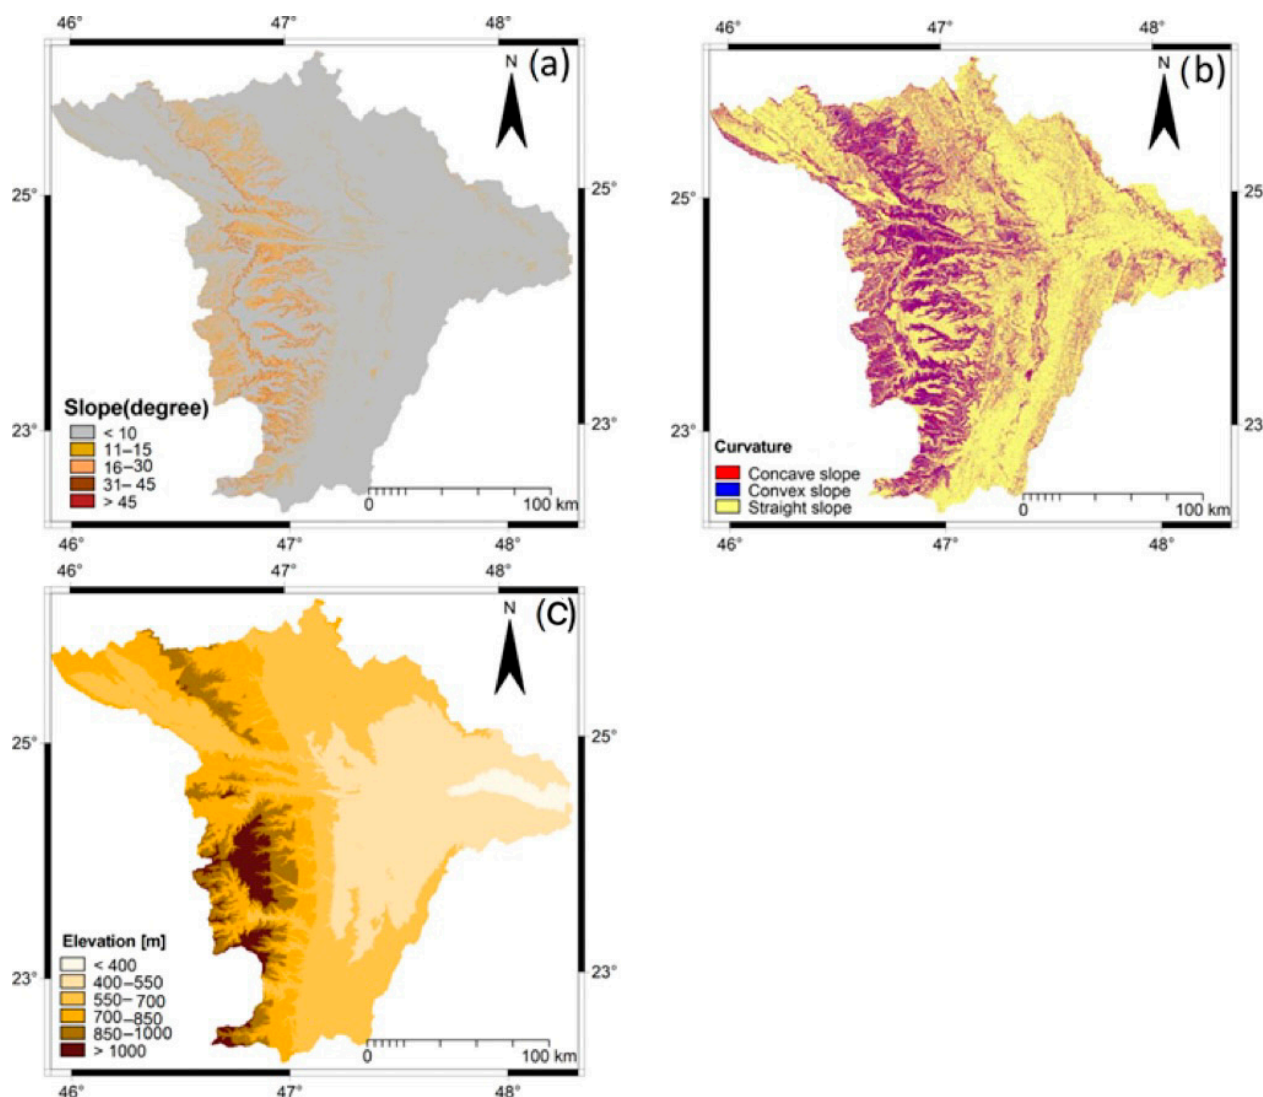 46° 47° 48°
N (a)
25° 25°
Slope(degree)
< 10
11–15
16–30
31– 45
> 45
23° 23°
0 100 km
46° 47° 48°
46° 47° 48°
N (b)
25° 25
23° 23
Curvature
Concave slope
Convex slope
Straight slope
0 100 km
46° 47° 48°
46° 47° 48°
N (C)
25° 25°
Elevation [m]
< 400
400–550
550– 700
700–850
850–1000
> 1000
23° 23°
0 100 km
46° 47° 48°